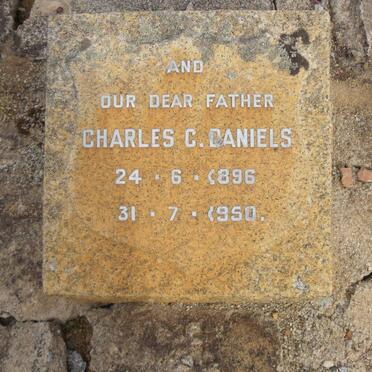 AND
OUR DEAR FATHER
CHARLES C. DANIELS
24 · 6 · 1896
31 · 7 · 1950.